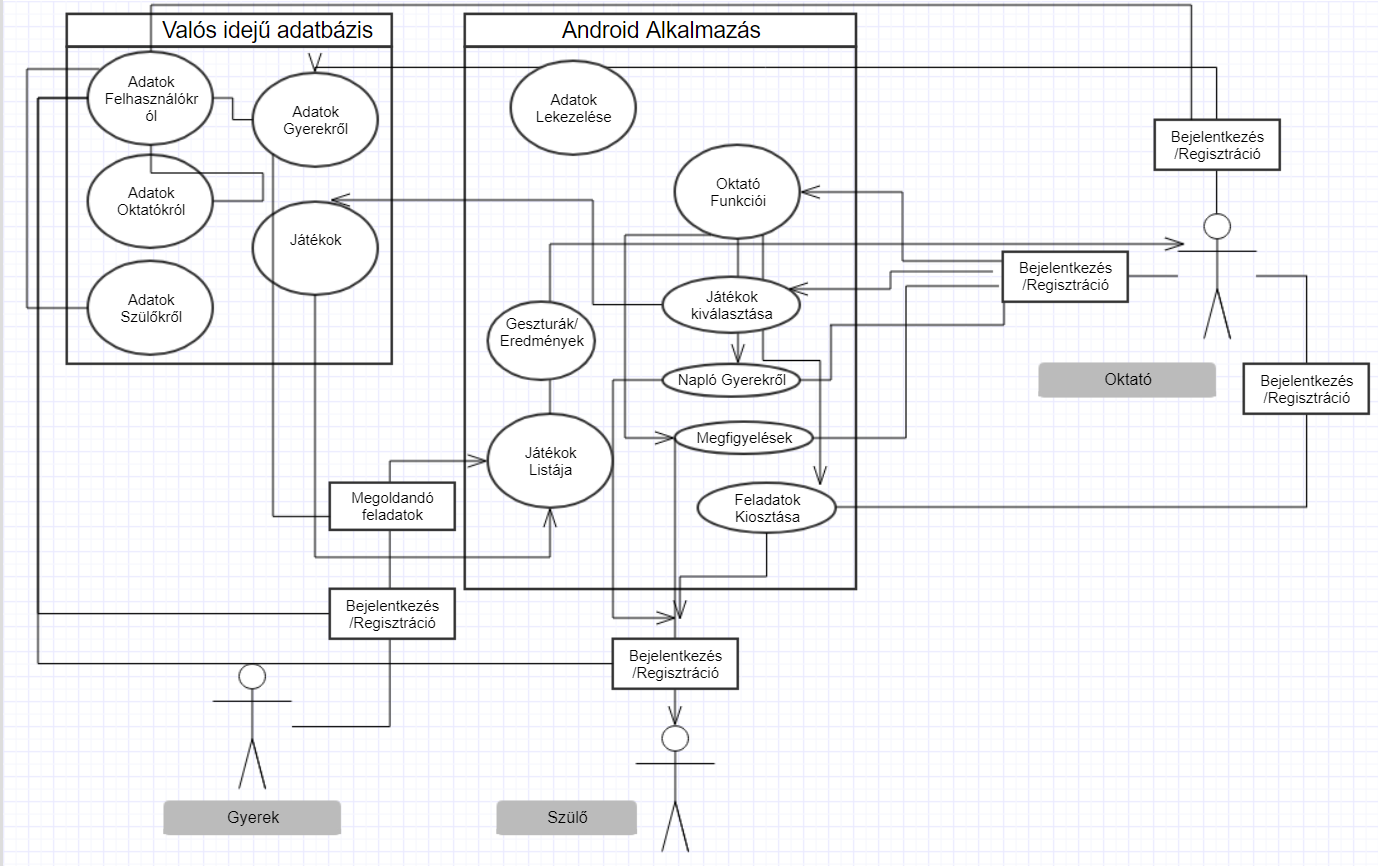 Valós idejű adatbázis
Adatok
Felhasználókr
ól
Adatok
Gyerekről
Adatok
Oktatókról
Játékok
Adatok
Szülőkről
Android Alkalmazás
Adatok
Lekezelése
Oktató
Funkciói
Játékok
kiválasztása
Geszturák/
Eredmények
Napló Gyerekről
Megfigyelések
Játékok
Listája
Feladatok
Kiosztása
Bejelentkezés
/Regisztráció
Bejelentkezés
/Regisztráció
Oktató
Bejelentkezés
/Regisztráció
Megoldandó
feladatok
Bejelentkezés
/Regisztráció
Bejelentkezés
/Regisztráció
Gyerek
Szülő